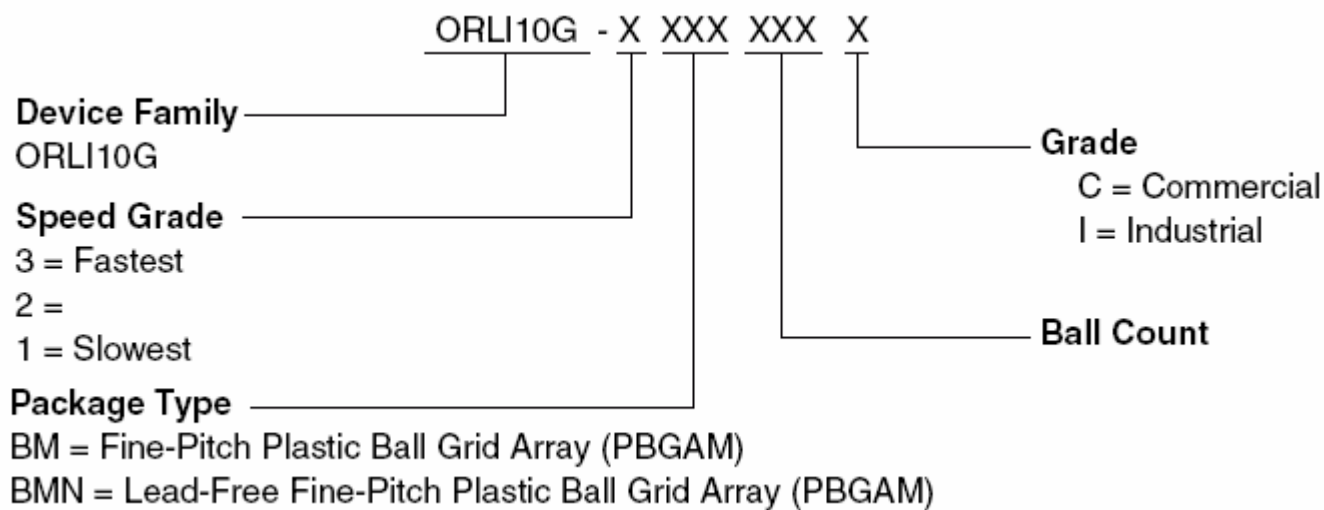 ORLI10G - X XXX XXX X
Device Family
ORLI10G
Speed Grade
3 = Fastest
2 =
1 = Slowest
Package Type
BM = Fine-Pitch Plastic Ball Grid Array (PBGAM)
BMN = Lead-Free Fine-Pitch Plastic Ball Grid Array (PBGAM)
Grade
C = Commercial
I = Industrial
Ball Count